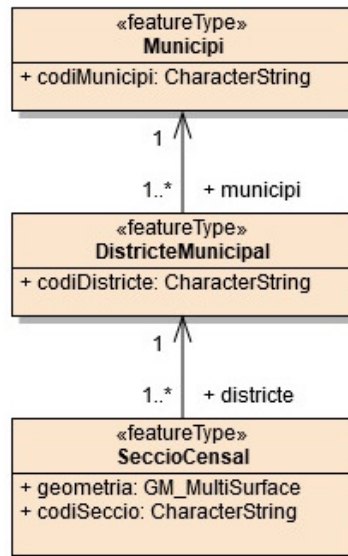 «featureType»
Municipi
+ codiMunicipi: CharacterString
1
1..* + municipi
«featureType»
DistricteMunicipal
+ codiDistricte: CharacterString
1
1..* + districte
«featureType»
SeccioCensal
+ geometria: GM_MultiSurface
+ codiSeccio: CharacterString